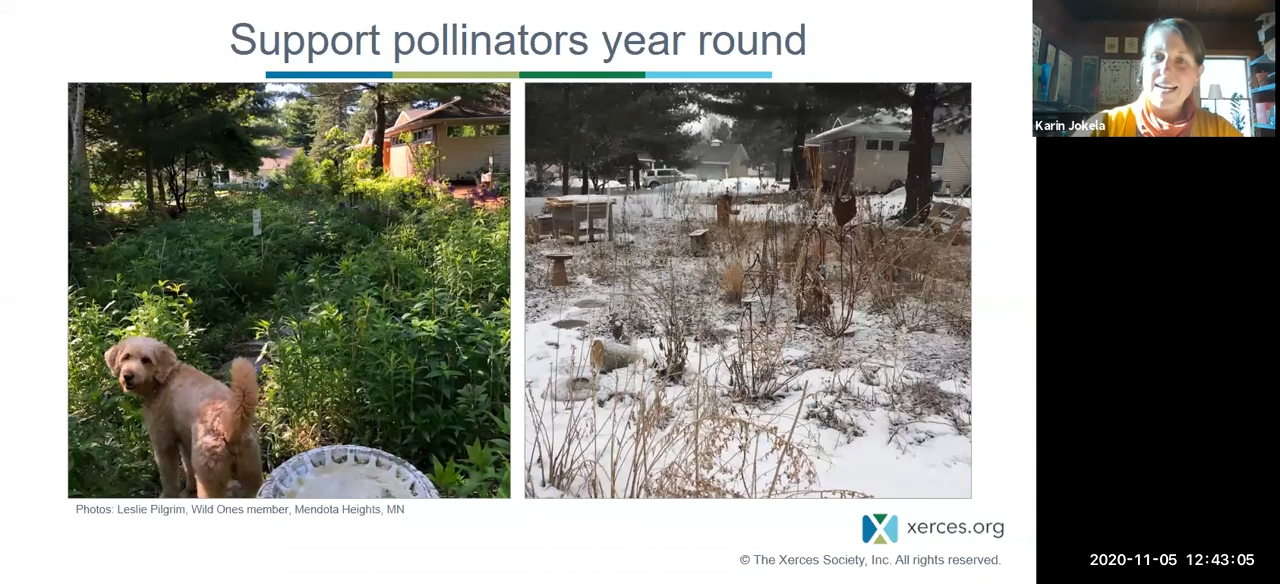 Support pollinators year round
Karin Jokela
Photos: Leslie Pilgrim, Wild Ones member, Mendota Heights, MN
xerces.org
© The Xerces Society, Inc. All rights reserved.
2020-11-05 12:43:05